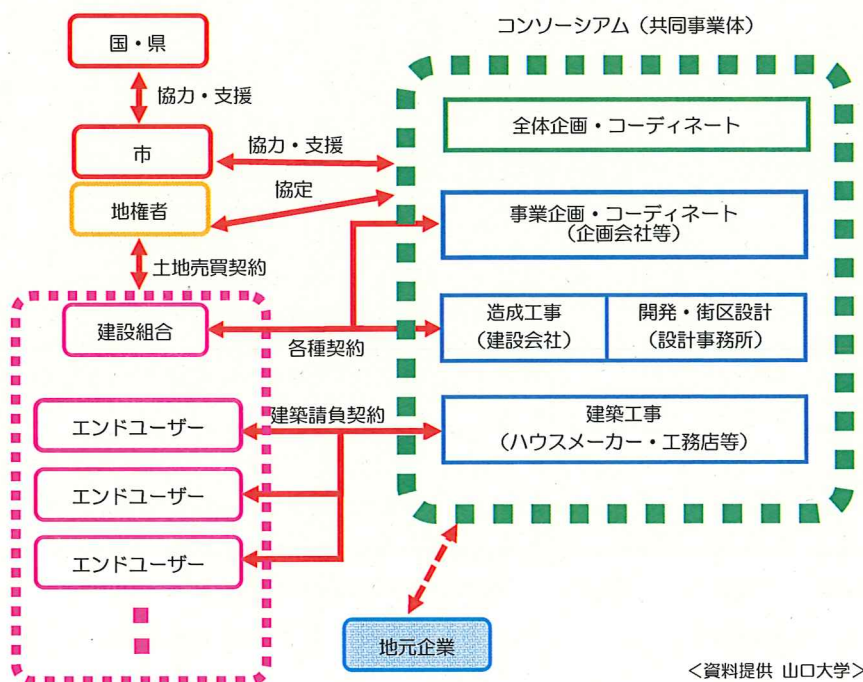 コンソーシアム（共同事業体）
国・県
協力・支援
市
協力・支援
地権者
協定
土地売買契約
建設組合
各種契約
エンドユーザー
建築請負契約
エンドユーザー
エンドユーザー
全体企画・コーディネート
事業企画・コーディネート
（企画会社等）
造成工事
（建設会社）
開発・街区設計
（設計事務所）
建築工事
（ハウスメーカー・工務店等）
地元企業
＜資料提供 山口大学＞